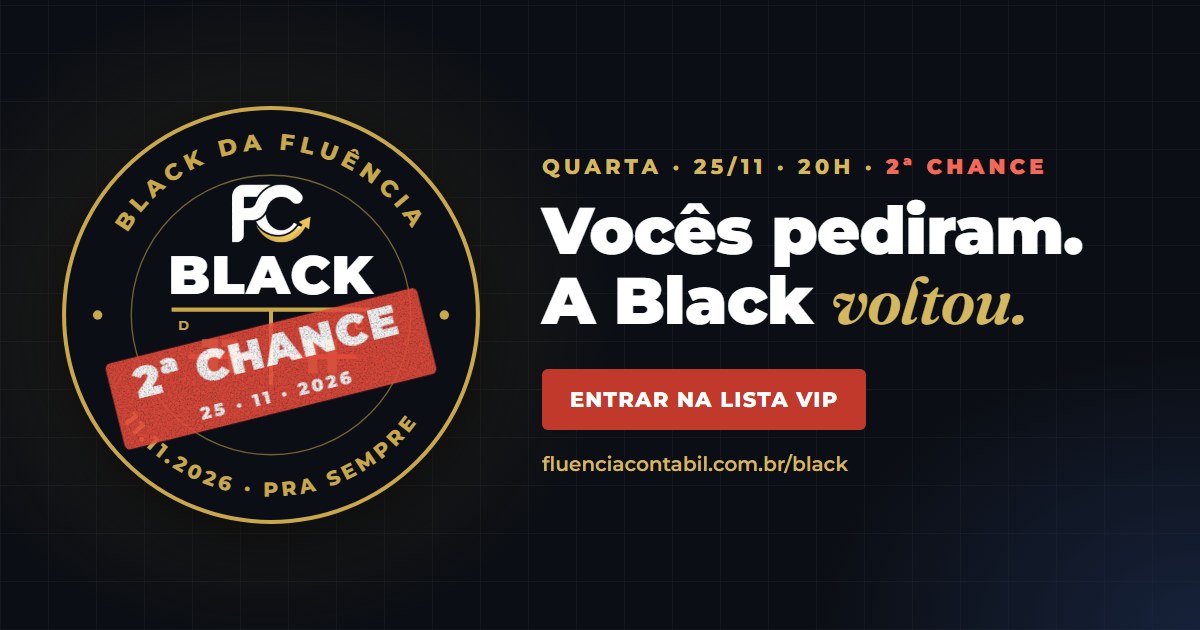 BLACK DA FLUÊNCIA
FC
BLACK
D
2ª CHANCE
25 · 11 · 2026
11.11.2026 · PRA SEMPRE
QUARTA · 25/11 · 20H · 2ª CHANCE
Vocês pediram.
A Black voltou.
ENTRAR NA LISTA VIP
fluenciacontabil.com.br/black